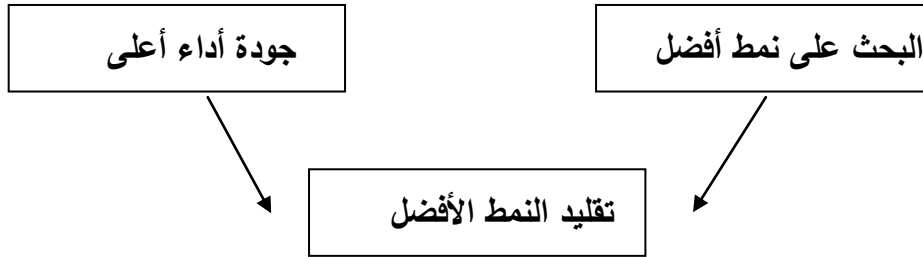 البحث على نمط أفضل
جودة أداء أعلى
تقليد النمط الأفضل